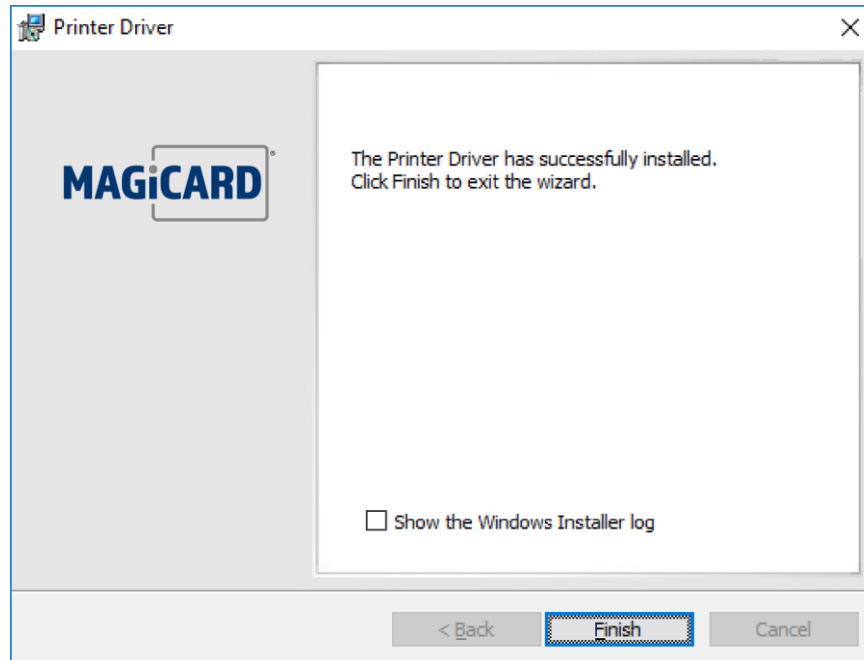 Printer Driver
MAGiCARD
The Printer Driver has successfully installed.
Click Finish to exit the wizard.
Show the Windows Installer log
< Back
Finish
Cancel